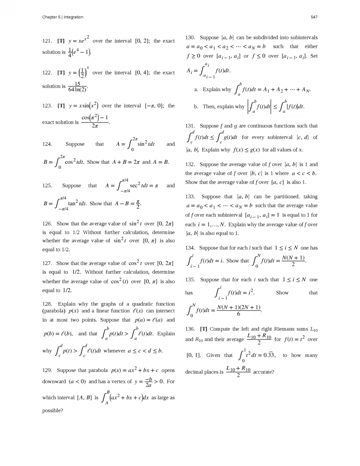 Chapter 5 | Integration
547
121. [T] y = xe^{x^2} over the interval [0, 2]; the exact
solution is \frac{1}{4}(e^4 − 1).
122. [T] y = (\frac{1}{2})^x over the interval [0, 4]; the exact
solution is \frac{15}{64 ln(2)}.
123. [T] y = x sin(x^2) over the interval [−π, 0]; the
exact solution is \frac{cos(π^2) − 1}{2π}.
124. Suppose that A = ∫_0^{2π} sin^2 t dt and
B = ∫_0^{2π} cos^2 t dt. Show that A + B = 2π and A = B.
125. Suppose that A = ∫_{−π/4}^{π/4} sec^2 t dt = π and
B = ∫_{−π/4}^{π/4} tan^2 t dt. Show that A − B = \frac{π}{2}.
126. Show that the average value of sin^2 t over [0, 2π]
is equal to 1/2 Without further calculation, determine
whether the average value of sin^2 t over [0, π] is also
equal to 1/2.
127. Show that the average value of cos^2 t over [0, 2π]
is equal to 1/2. Without further calculation, determine
whether the average value of cos^2 (t) over [0, π] is also
equal to 1/2.
128. Explain why the graphs of a quadratic function
(parabola) p(x) and a linear function ℓ(x) can intersect
in at most two points. Suppose that p(a) = ℓ(a) and
p(b) = ℓ(b), and that ∫_a^b p(t)dt > ∫_a^b ℓ(t)dt. Explain
why ∫_c^d p(t) > ∫_c^d ℓ(t)dt whenever a ≤ c < d ≤ b.
129. Suppose that parabola p(x) = ax^2 + bx + c opens
downward (a < 0) and has a vertex of y = \frac{−b}{2a} > 0. For
which interval [A, B] is ∫_A^B (ax^2 + bx + c)dx as large as
possible?
130. Suppose [a, b] can be subdivided into subintervals
a = a_0 < a_1 < a_2 < ⋯ < a_N = b such that either
f ≥ 0 over [a_{i−1}, a_i] or f ≤ 0 over [a_{i−1}, a_i]. Set
A_i = ∫_{a_{i−1}}^{a_i} f(t)dt.
a. Explain why ∫_a^b f(t)dt = A_1 + A_2 + ⋯ + A_N.
b. Then, explain why |∫_a^b f(t)dt| ≤ ∫_a^b |f(t)|dt.
131. Suppose f and g are continuous functions such that
∫_c^d f(t)dt ≤ ∫_c^d g(t)dt for every subinterval [c, d] of
[a, b]. Explain why f(x) ≤ g(x) for all values of x.
132. Suppose the average value of f over [a, b] is 1 and
the average value of f over [b, c] is 1 where a < c < b.
Show that the average value of f over [a, c] is also 1.
133. Suppose that [a, b] can be partitioned. taking
a = a_0 < a_1 < ⋯ < a_N = b such that the average value
of f over each subinterval [a_{i−1}, a_i] = 1 is equal to 1 for
each i = 1,…, N. Explain why the average value of f over
[a, b] is also equal to 1.
134. Suppose that for each i such that 1 ≤ i ≤ N one has
∫_{i−1}^i f(t)dt = i. Show that ∫_0^N f(t)dt = \frac{N(N + 1)}{2}.
135. Suppose that for each i such that 1 ≤ i ≤ N one
has ∫_{i−1}^i f(t)dt = i^2. Show that
∫_0^N f(t)dt = \frac{N(N + 1)(2N + 1)}{6}.
136. [T] Compute the left and right Riemann sums L_{10}
and R_{10} and their average \frac{L_{10} + R_{10}}{2} for f(t) = t^2 over
[0, 1]. Given that ∫_0^1 t^2 dt = 0.\overline{33}, to how many
decimal places is \frac{L_{10} + R_{10}}{2} accurate?